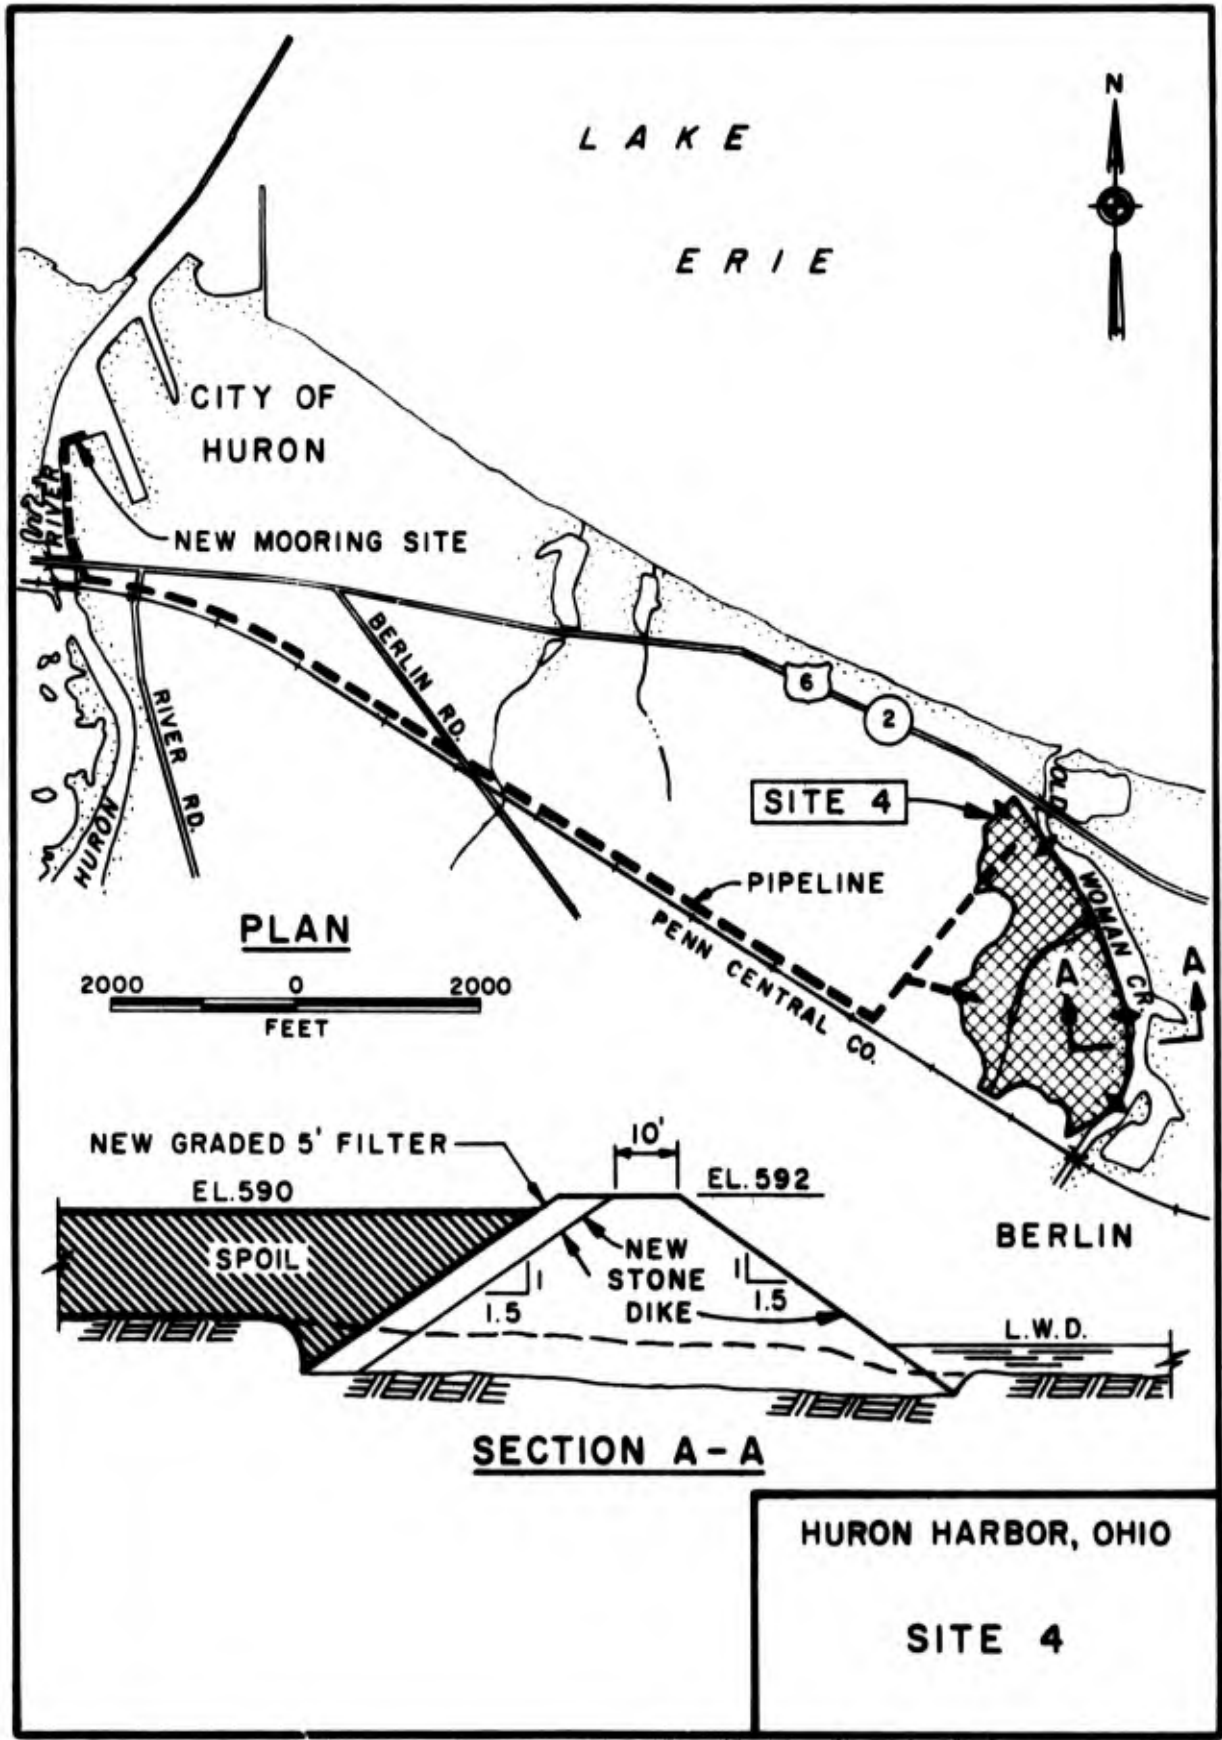 N
LAKE
ERIE
CITY OF
HURON
RIVER
NEW MOORING SITE
BERLIN RD.
6
2
RIVER RD.
HURON
OLD
WOMAN CR.
SITE 4
PIPELINE
PENN CENTRAL CO.
A
A
PLAN
2000 0 2000
FEET
NEW GRADED 5' FILTER
10'
EL. 590
EL. 592
SPOIL
NEW
STONE
DIKE
1
1.5
1
1.5
BERLIN
L.W.D.
SECTION A-A
HURON HARBOR, OHIO
SITE 4